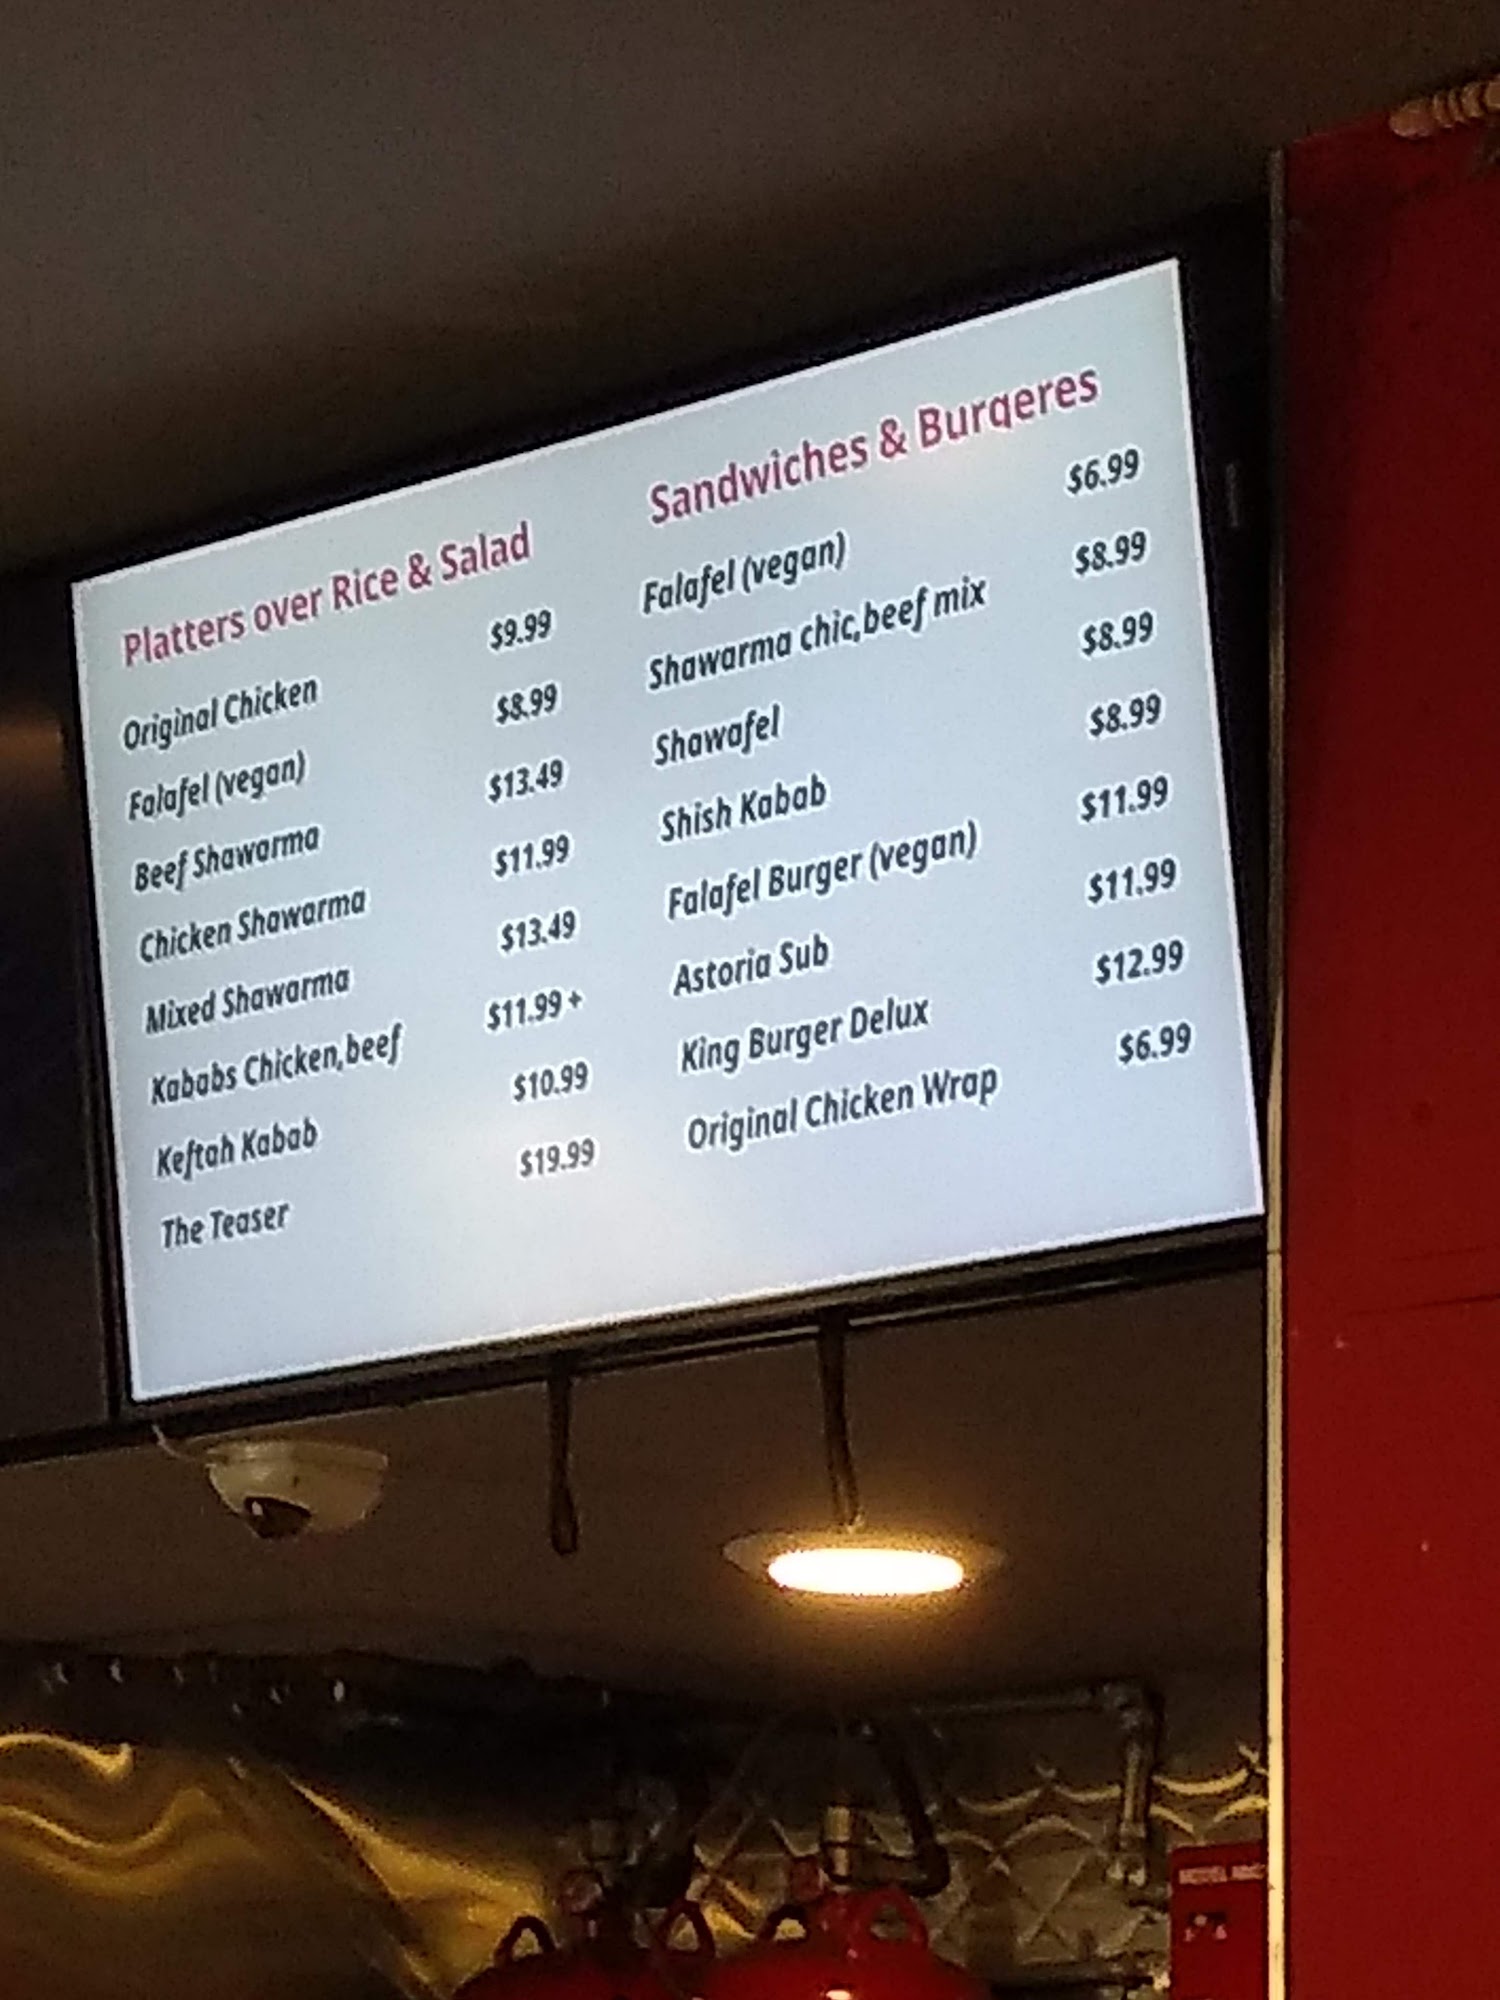 Platters over Rice & Salad
Original Chicken $9.99
Falafel (vegan) $8.99
Beef Shawarma $13.49
Chicken Shawarma $11.99
Mixed Shawarma $13.49
Kababs Chicken,beef $11.99 +
Keftah Kabab $10.99
The Teaser $19.99
Sandwiches & Burgeres
Falafel (vegan) $6.99
Shawarma chic,beef mix $8.99
Shawafel $8.99
Shish Kabab $8.99
Falafel Burger (vegan) $11.99
Astoria Sub $11.99
King Burger Delux $12.99
Original Chicken Wrap $6.99